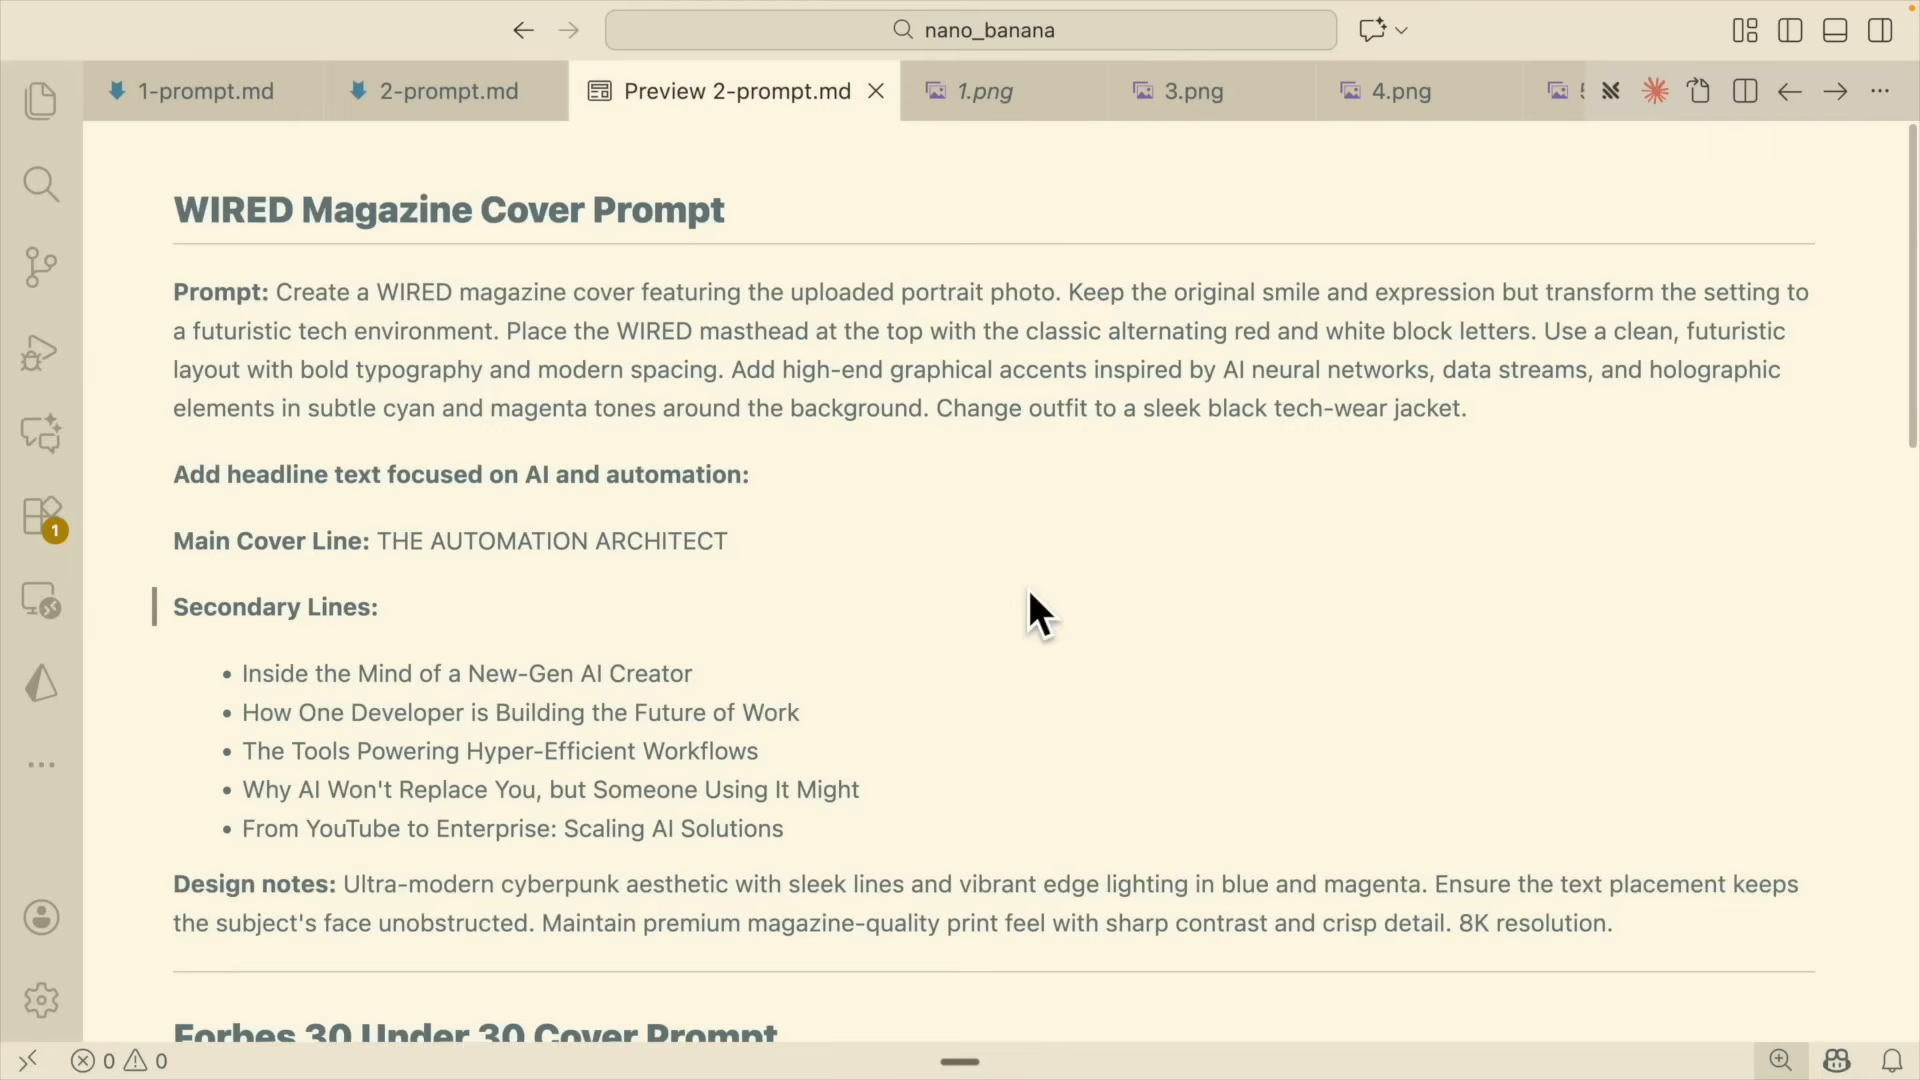 nano_banana
1-prompt.md
2-prompt.md
Preview 2-prompt.md
1.png
3.png
4.png
WIRED Magazine Cover Prompt
Prompt: Create a WIRED magazine cover featuring the uploaded portrait photo. Keep the original smile and expression but transform the setting to
a futuristic tech environment. Place the WIRED masthead at the top with the classic alternating red and white block letters. Use a clean, futuristic
layout with bold typography and modern spacing. Add high-end graphical accents inspired by AI neural networks, data streams, and holographic
elements in subtle cyan and magenta tones around the background. Change outfit to a sleek black tech-wear jacket.
Add headline text focused on AI and automation:
Main Cover Line: THE AUTOMATION ARCHITECT
Secondary Lines:
• Inside the Mind of a New-Gen AI Creator
• How One Developer is Building the Future of Work
• The Tools Powering Hyper-Efficient Workflows
• Why AI Won't Replace You, but Someone Using It Might
• From YouTube to Enterprise: Scaling AI Solutions
1
Design notes: Ultra-modern cyberpunk aesthetic with sleek lines and vibrant edge lighting in blue and magenta. Ensure the text placement keeps
the subject's face unobstructed. Maintain premium magazine-quality print feel with sharp contrast and crisp detail. 8K resolution.
Forbes 30 Under 30 Cover Prompt
0 0